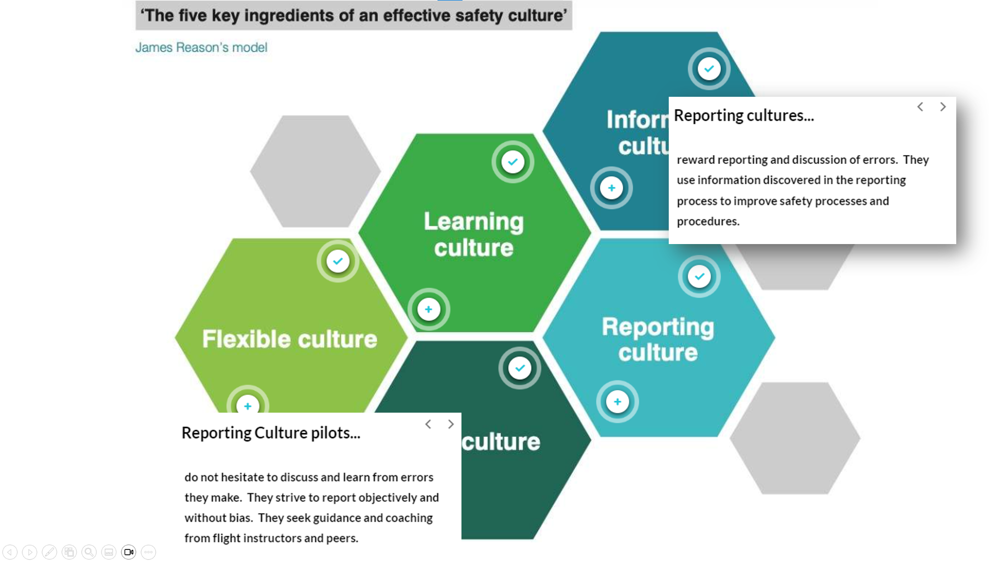 ‘The five key ingredients of an effective safety culture’
James Reason’s model
Learning
culture
Flexible culture
Reporting
culture
culture
Reporting cultures...
reward reporting and discussion of errors.  They
use information discovered in the reporting
process to improve safety processes and
procedures.
Reporting Culture pilots...
do not hesitate to discuss and learn from errors
they make.  They strive to report objectively and
without bias.  They seek guidance and coaching
from flight instructors and peers.